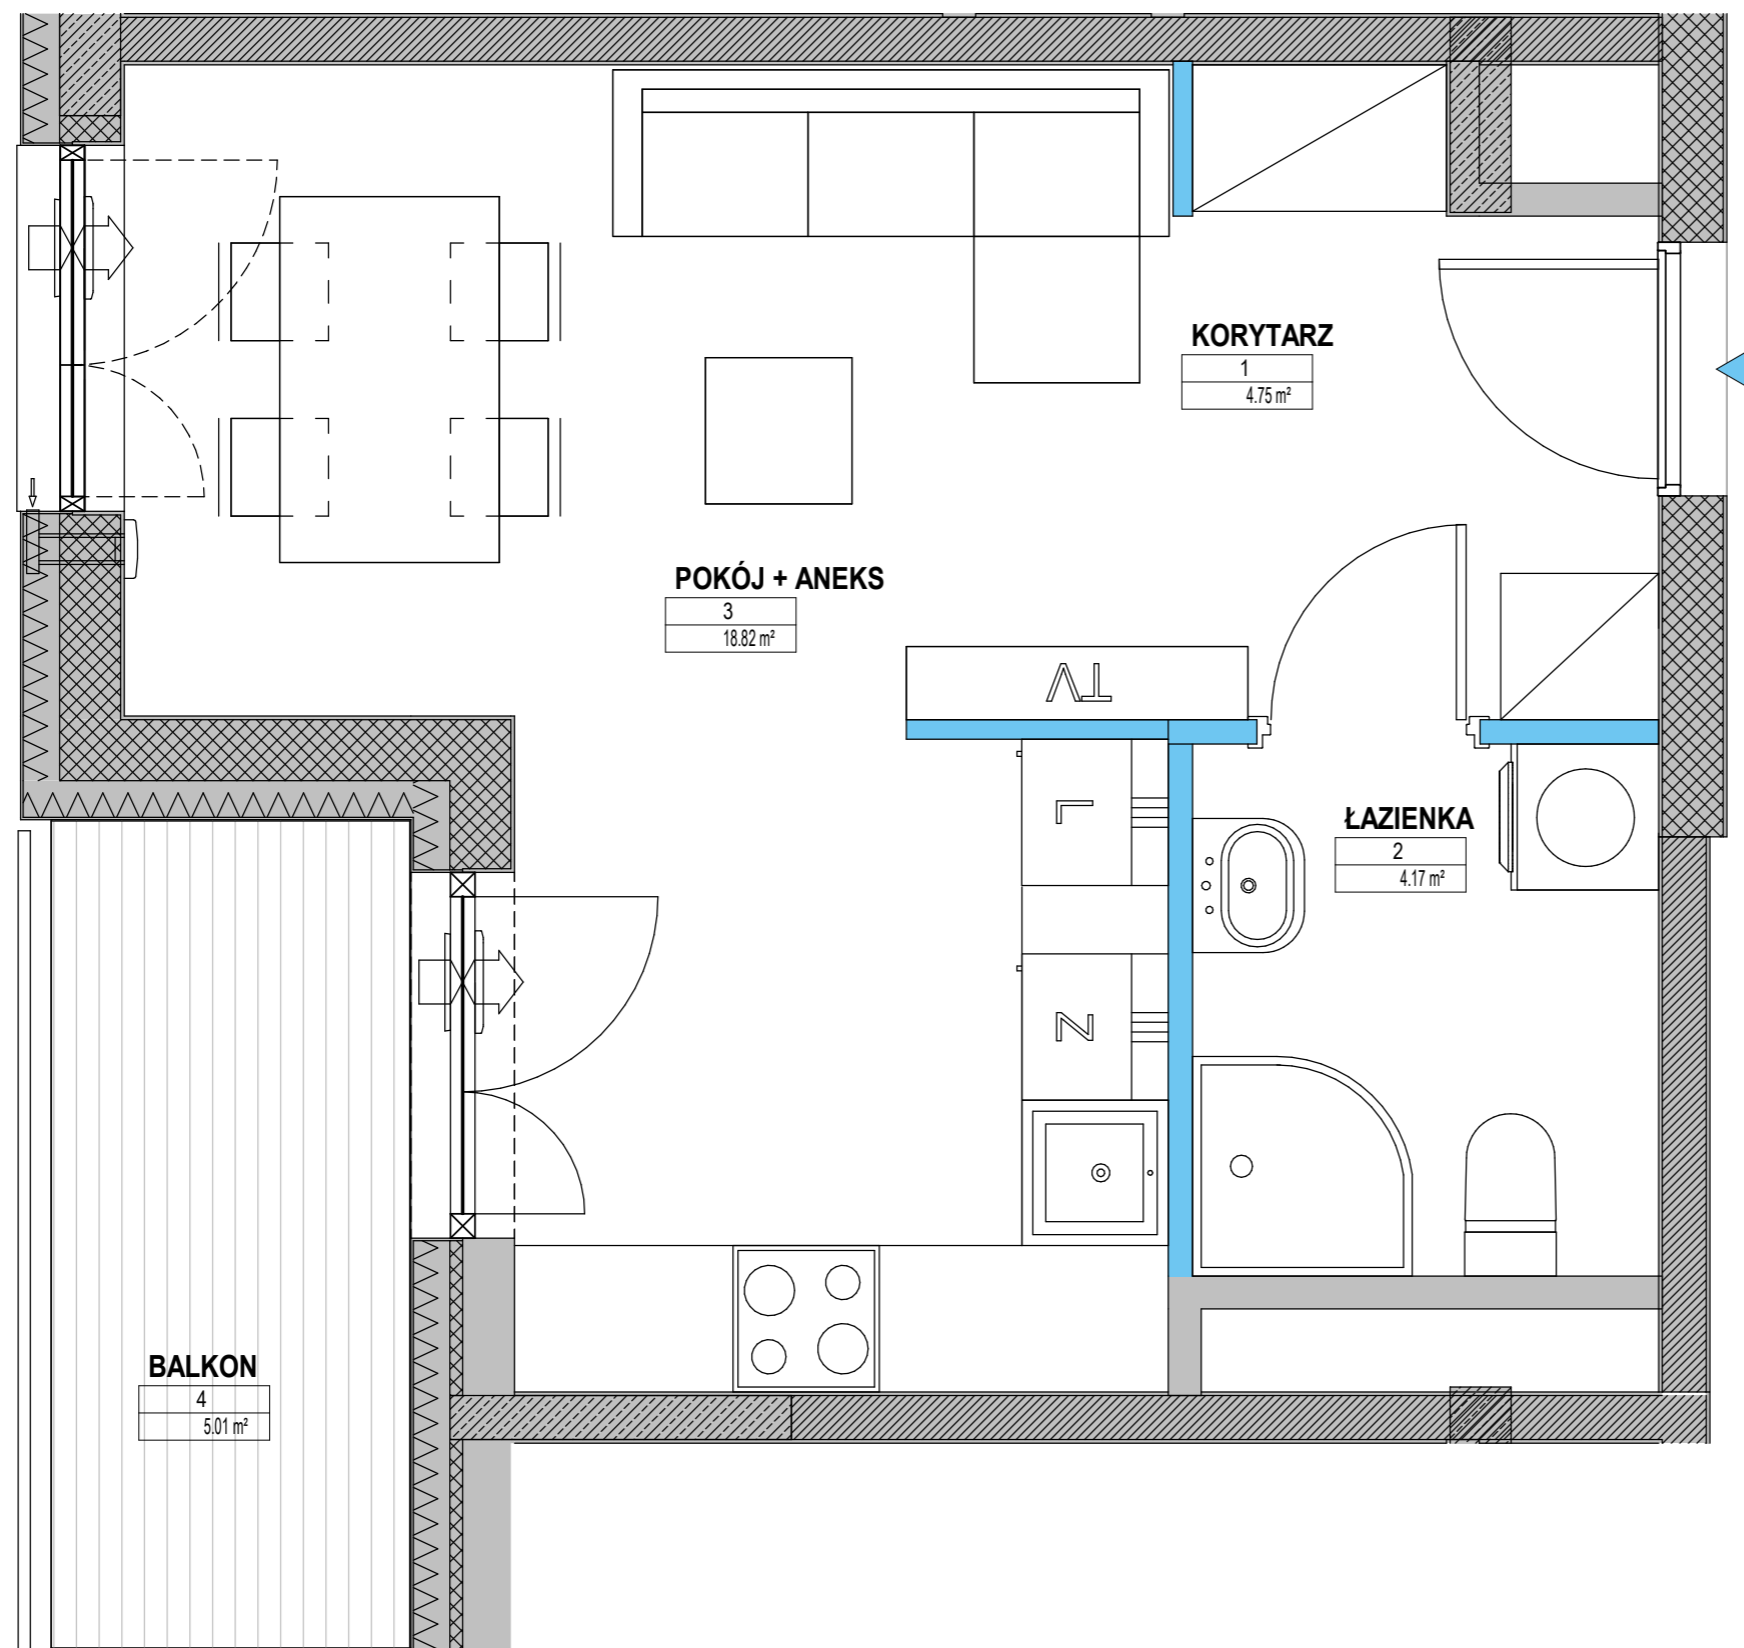 KORYTARZ
1
4.75 m²
POKÓJ + ANEKS
3
18.82 m²
TV
L
ŁAZIENKA
2
4.17 m²
Z
BALKON
4
5.01 m²